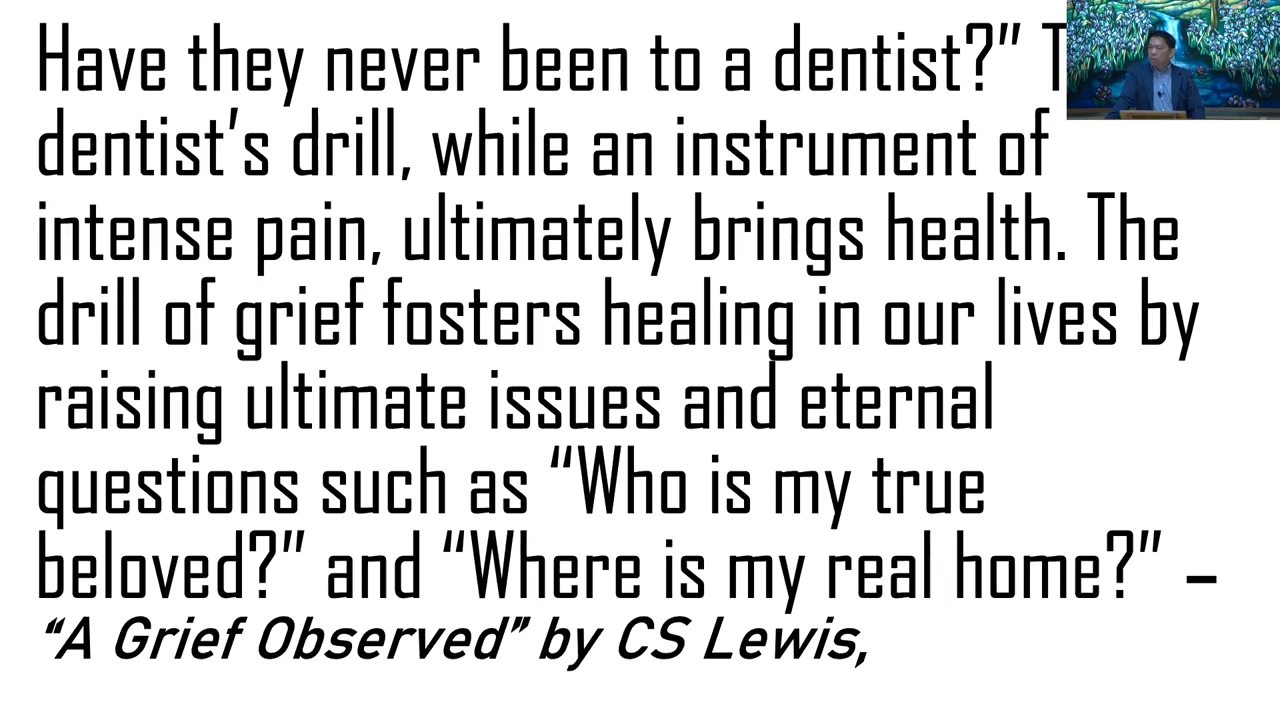 Have they never been to a dentist?” T
dentist’s drill, while an instrument of
intense pain, ultimately brings health. The
drill of grief fosters healing in our lives by
raising ultimate issues and eternal
questions such as “Who is my true
beloved?” and “Where is my real home?” –
“A Grief Observed” by CS Lewis,